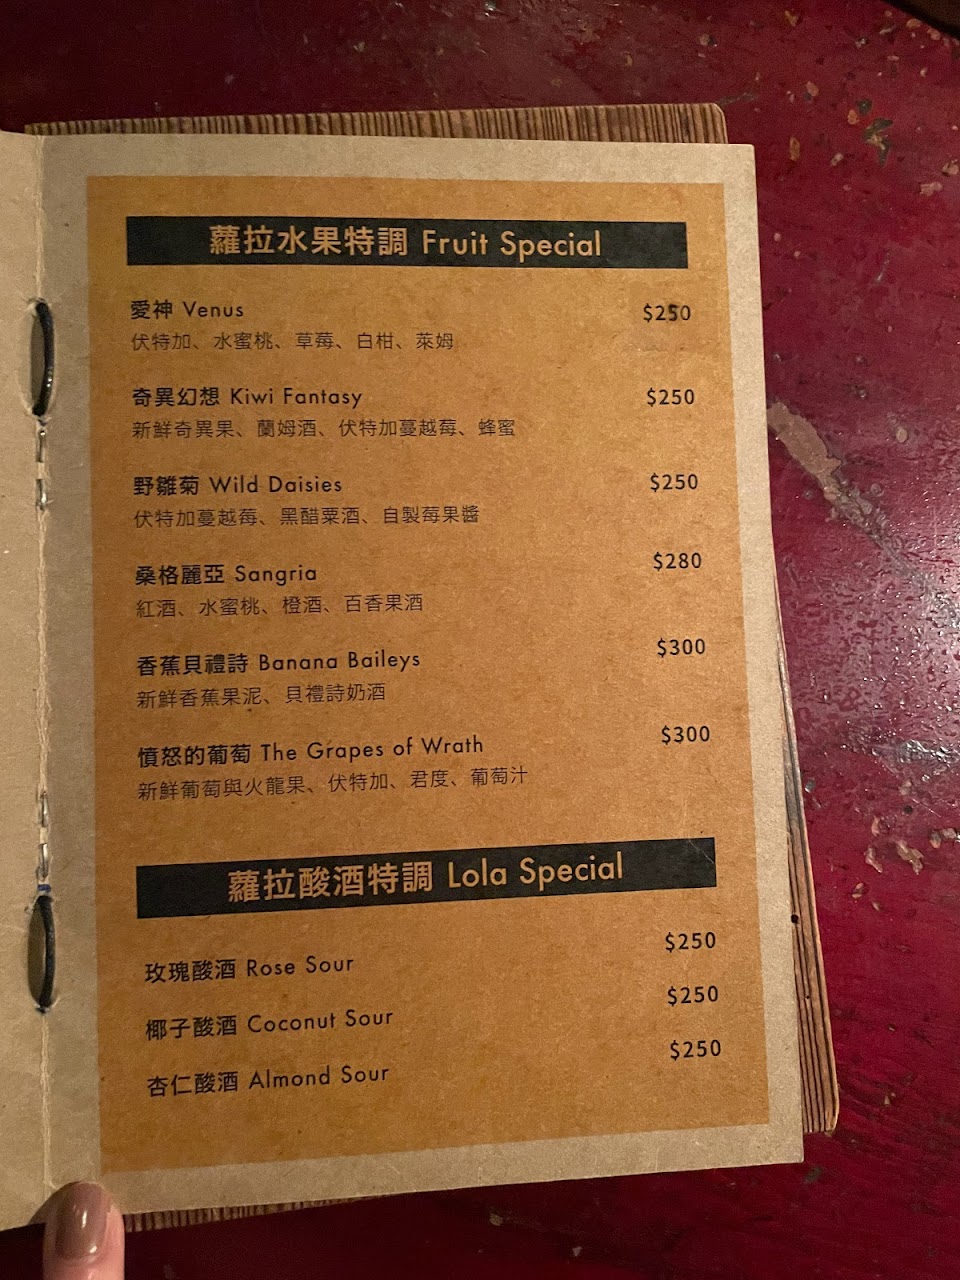 蘿拉水果特調 Fruit Special
愛神 Venus $250
伏特加、水蜜桃、草莓、白柑、萊姆
奇異幻想 Kiwi Fantasy $250
新鮮奇異果、蘭姆酒、伏特加蔓越莓、蜂蜜
野雛菊 Wild Daisies $250
伏特加蔓越莓、黑醋粟酒、自製莓果醬
桑格麗亞 Sangria $280
紅酒、水蜜桃、橙酒、百香果酒
香蕉貝禮詩 Banana Baileys $300
新鮮香蕉果泥、貝禮詩奶酒
憤怒的葡萄 The Grapes of Wrath $300
新鮮葡萄與火龍果、伏特加、君度、葡萄汁
蘿拉酸酒特調 Lola Special
玫瑰酸酒 Rose Sour $250
椰子酸酒 Coconut Sour $250
杏仁酸酒 Almond Sour $250